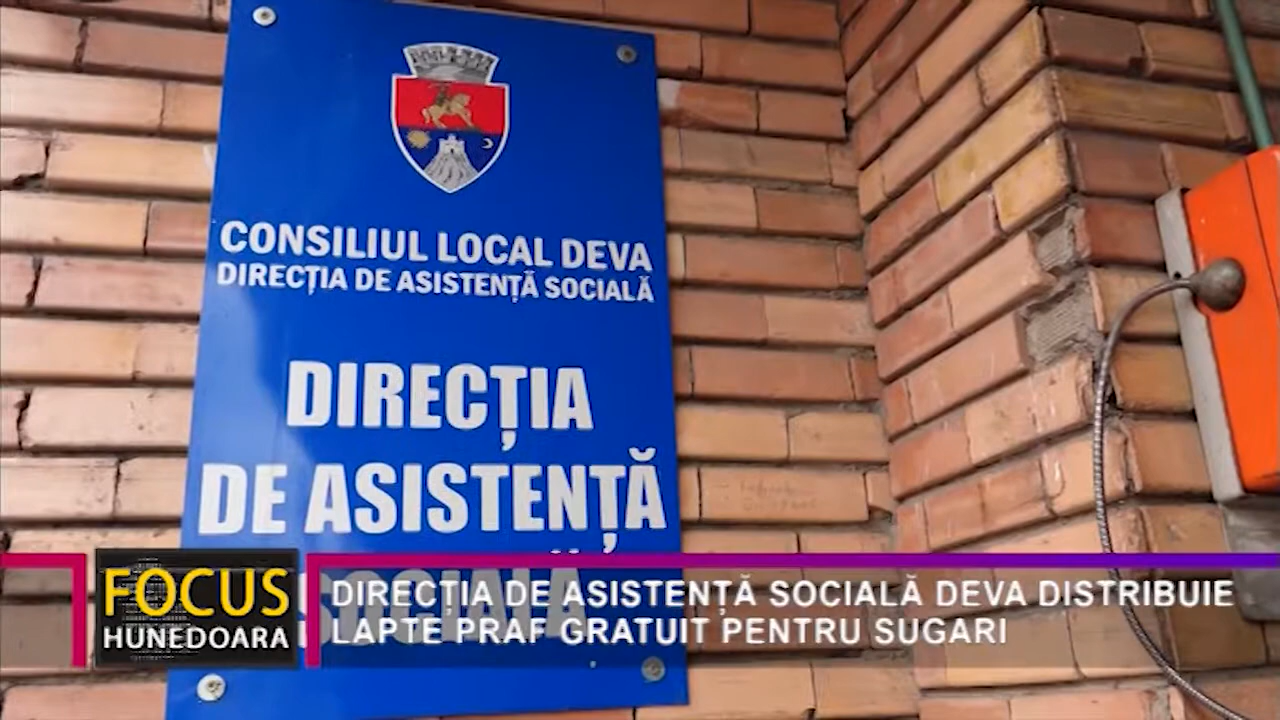 CONSILIUL LOCAL DEVA
DIRECȚIA DE ASISTENȚĂ SOCIALĂ
DIRECȚIA
DE ASISTENȚĂ
SOCIALĂ
FOCUS
HUNEDOARA
DIRECȚIA DE ASISTENȚĂ SOCIALĂ DEVA DISTRIBUIE
LAPTE PRAF GRATUIT PENTRU SUGARI